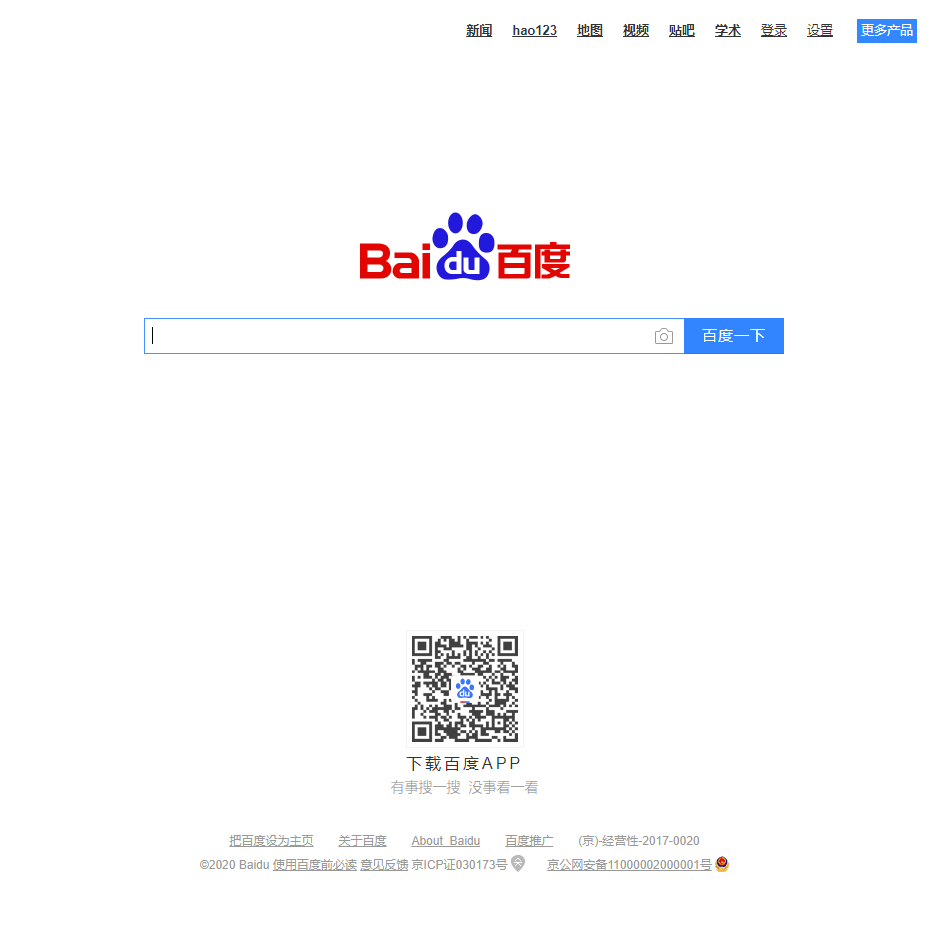 新闻 hao123 地图 视频 贴吧 学术 登录 设置 更多产品
Baidu百度
百度一下
du
下载百度APP
有事搜一搜 没事看一看
把百度设为主页 关于百度 About Baidu 百度推广 (京)-经营性-2017-0020
©2020 Baidu 使用百度前必读 意见反馈 京ICP证030173号 京公网安备11000002000001号